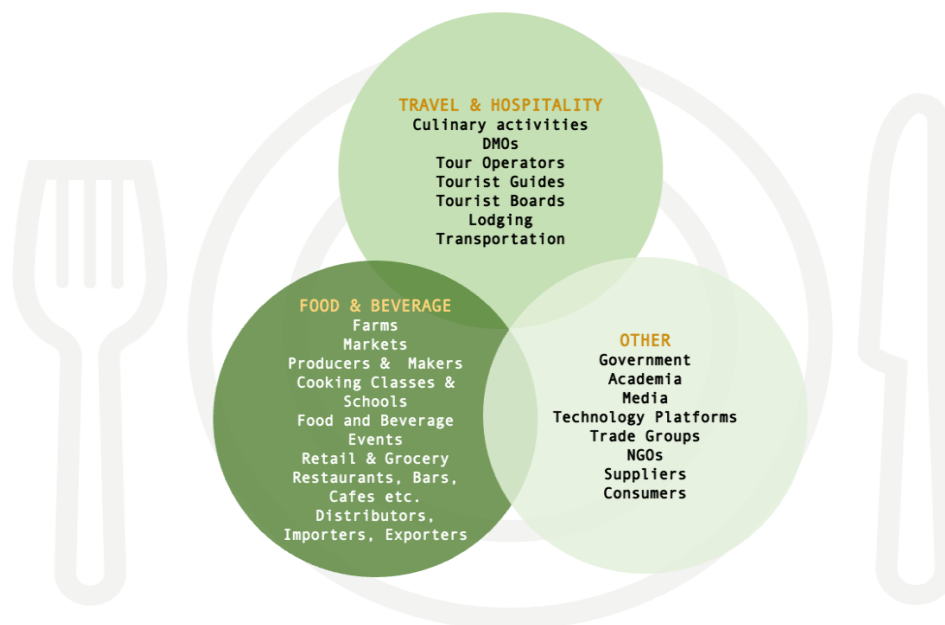 TRAVEL & HOSPITALITY
Culinary activities
DMOs
Tour Operators
Tourist Guides
Tourist Boards
Lodging
Transportation
FOOD & BEVERAGE
Farms
Markets
Producers &  Makers
Cooking Classes &
Schools
Food and Beverage
Events
Retail & Grocery
Restaurants, Bars,
Cafes etc.
Distributors,
Importers, Exporters
OTHER
Government
Academia
Media
Technology Platforms
Trade Groups
NGOs
Suppliers
Consumers